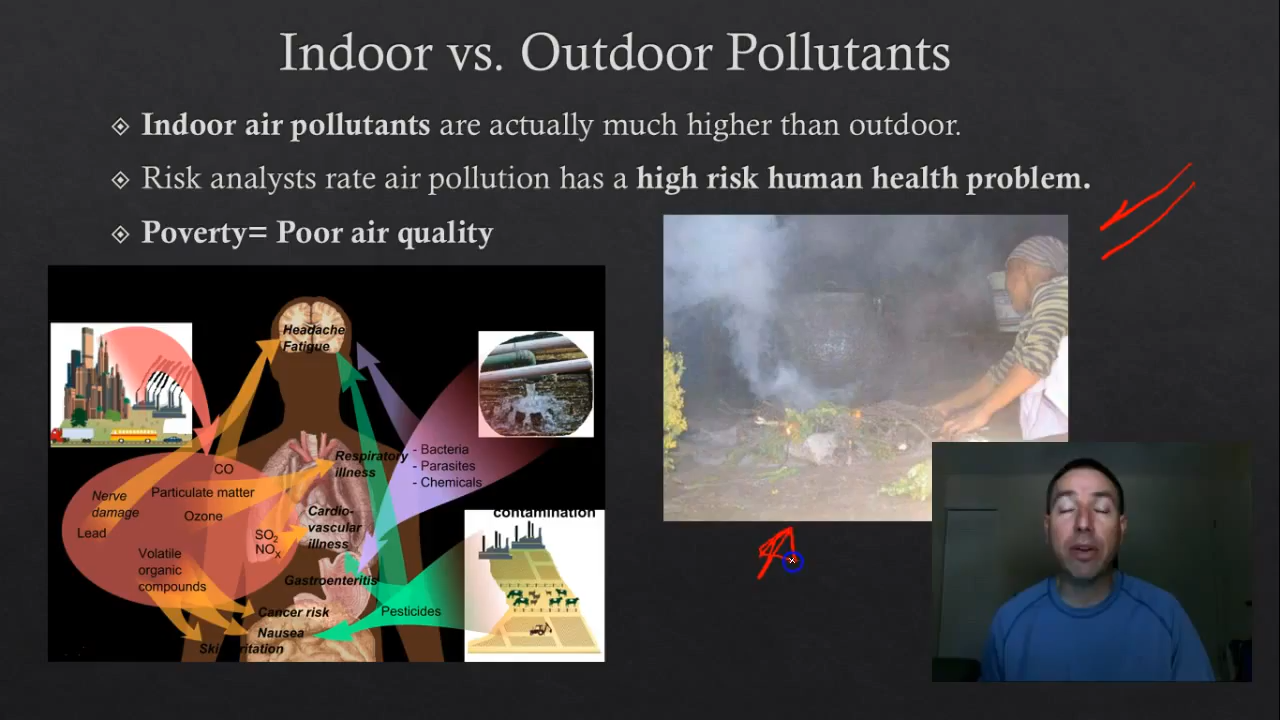 Indoor vs. Outdoor Pollutants
Indoor air pollutants are actually much higher than outdoor.
Risk analysts rate air pollution has a high risk human health problem.
Poverty= Poor air quality
Headache
Fatigue
CO
Particulate matter
Nerve
damage
Ozone
Lead
SO2
NOX
Volatile
organic
compounds
Respiratory
illness
Cardio-
vascular
illness
Gastroenteritis
Cancer risk
Nausea
- Bacteria
- Parasites
- Chemicals
contamination
Pesticides